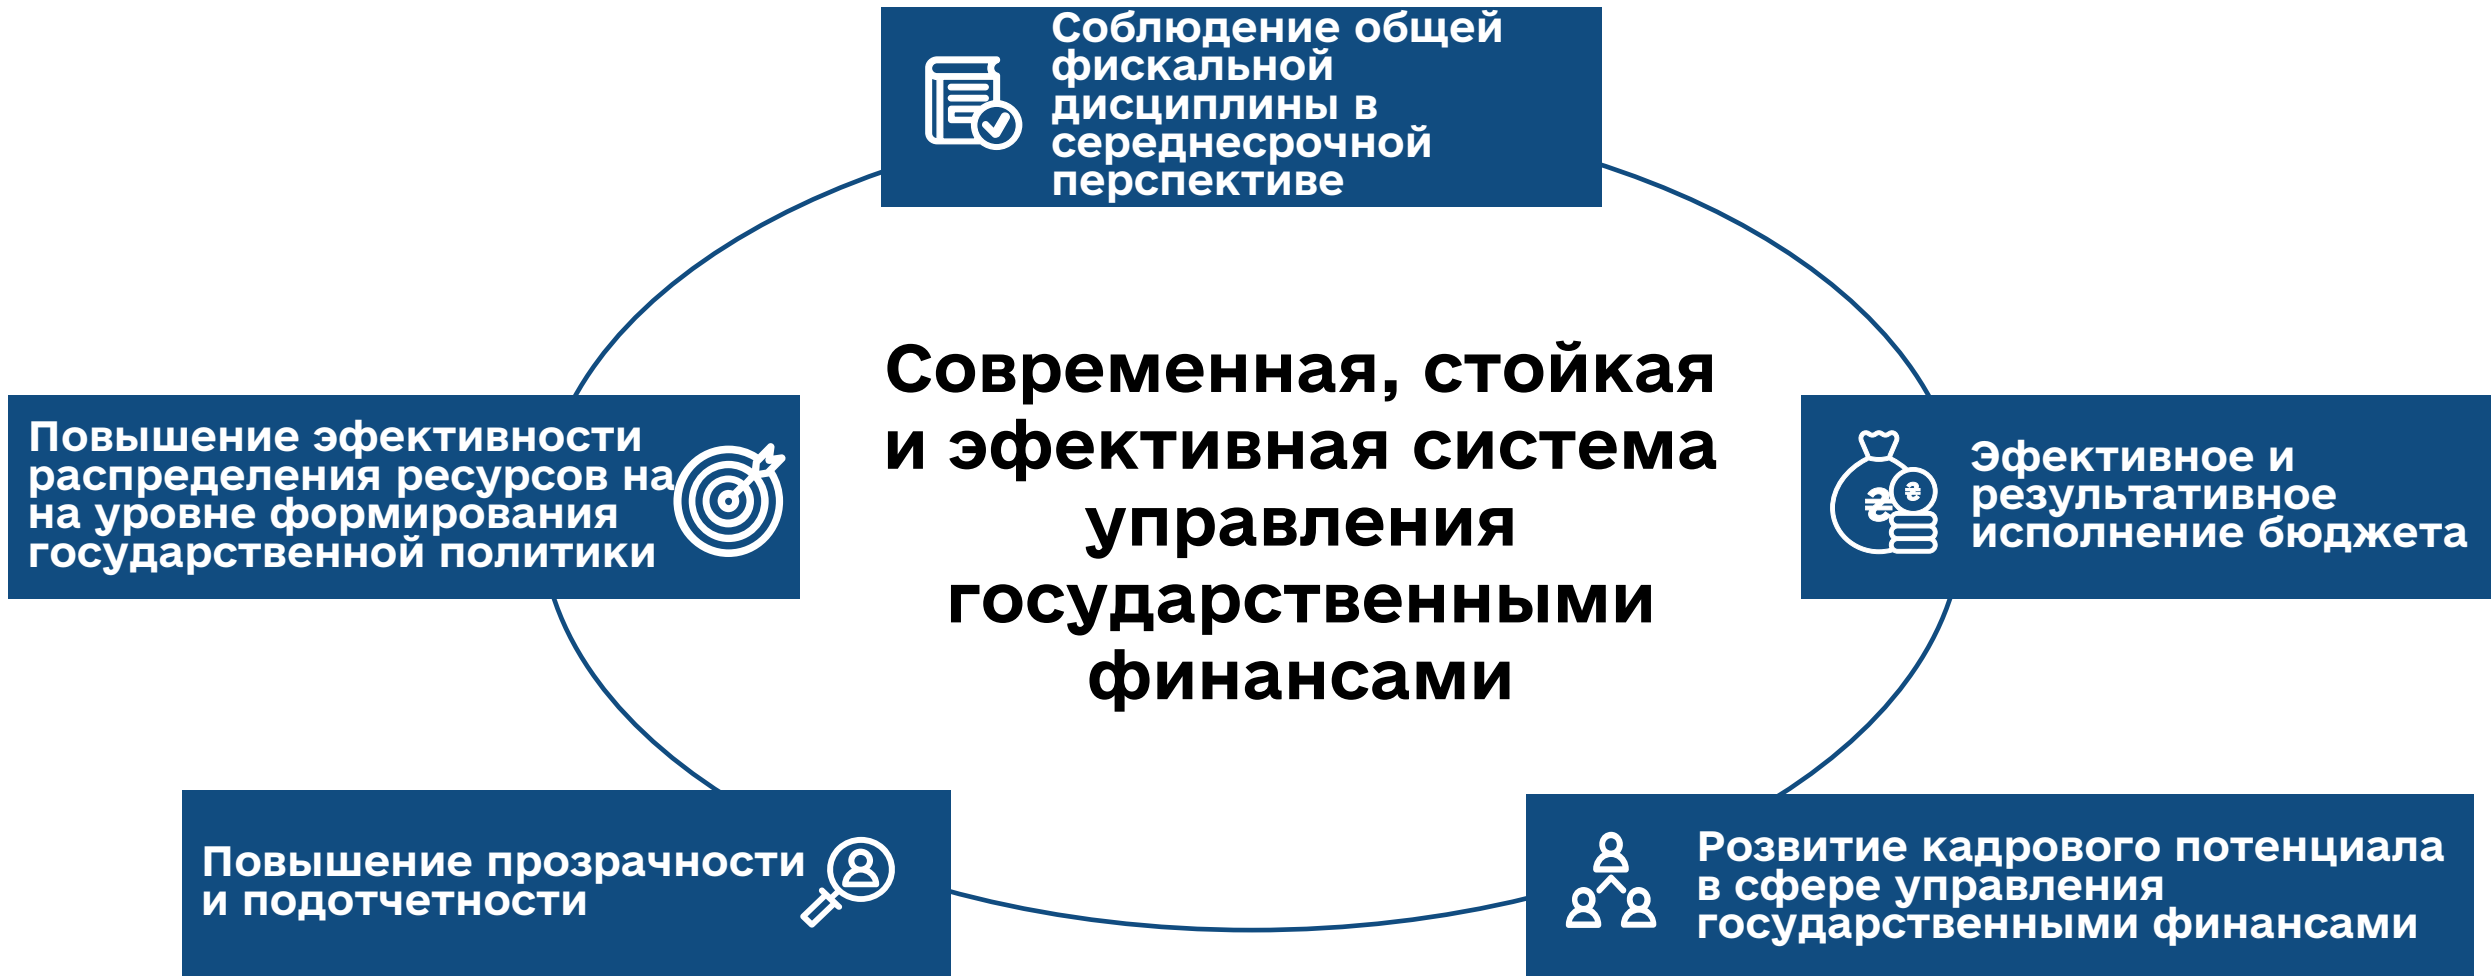 Соблюдение общей
фискальной
дисциплины в
середнесрочной
перспективе
Современная, стойкая
и эфективная система
управления
государственными
финансами
Повышение эфективности
распределения ресурсов на
на уровне формирования
государственной политики
₴ ₴
Эфективное и
результативное
исполнение бюджета
Повышение прозрачности
и подотчетности
Розвитие кадрового потенциала
в сфере управления
государственными финансами